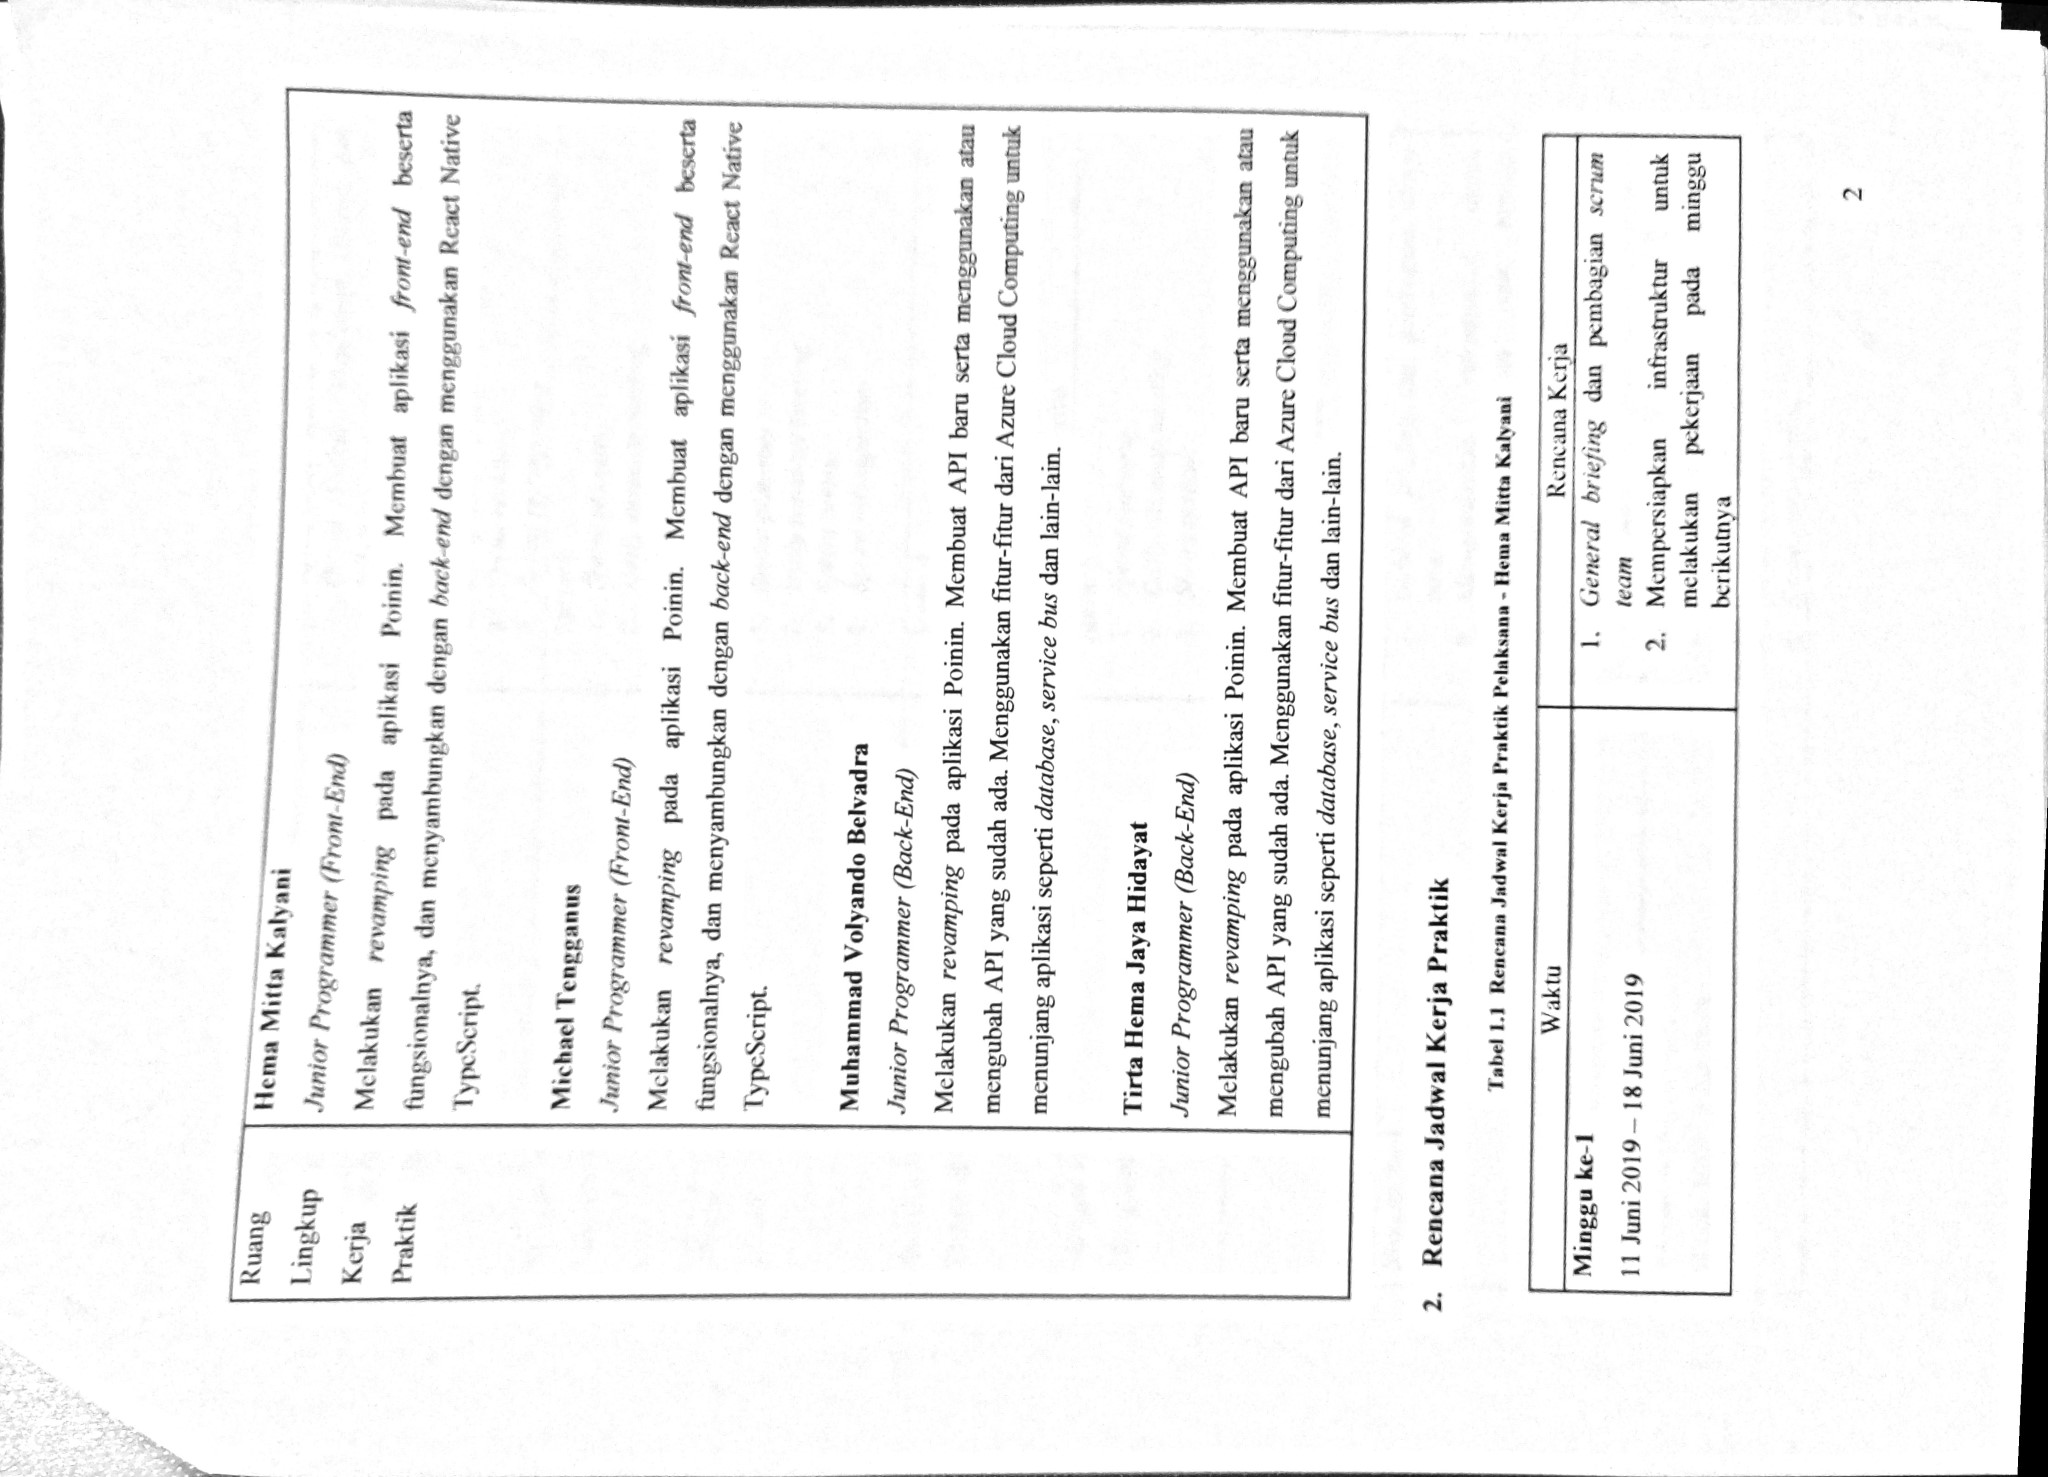 Ruang
Lingkup
Kerja
Praktik
Hema Mitta Kalyani
Junior Programmer (Front-End)
Melakukan revamping pada aplikasi Poinin. Membuat aplikasi front-end beserta
fungsionalnya, dan menyambungkan dengan back-end dengan menggunakan React Native
TypeScript.
Michael Tengganus
Junior Programmer (Front-End)
Melakukan revamping pada aplikasi Poinin. Membuat aplikasi front-end beserta
fungsionalnya, dan menyambungkan dengan back-end dengan menggunakan React Native
TypeScript.
Muhammad Volyando Belvadra
Junior Programmer (Back-End)
Melakukan revamping pada aplikasi Poinin. Membuat API baru serta menggunakan atau
mengubah API yang sudah ada. Menggunakan fitur-fitur dari Azure Cloud Computing untuk
menunjang aplikasi seperti database, service bus dan lain-lain.
Tirta Hema Jaya Hidayat
Junior Programmer (Back-End)
Melakukan revamping pada aplikasi Poinin. Membuat API baru serta menggunakan atau
mengubah API yang sudah ada. Menggunakan fitur-fitur dari Azure Cloud Computing untuk
menunjang aplikasi seperti database, service bus dan lain-lain.
2. Rencana Jadwal Kerja Praktik
Tabel 1.1 Rencana Jadwal Kerja Praktik Pelaksana - Hema Mitta Kalyani
Waktu
Rencana Kerja
Minggu ke-1
11 Juni 2019 – 18 Juni 2019
1. General briefing dan pembagian scrum
team
2. Mempersiapkan infrastruktur untuk
melakukan pekerjaan pada minggu
berikutnya
2